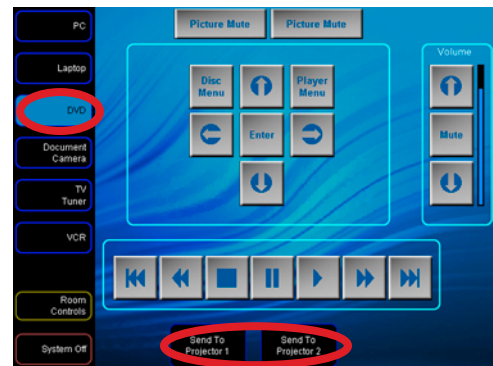 PC
Laptop
DVD
Document
Camera
TV
Tuner
VCR
Room
Controls
System Off
Picture Mute
Picture Mute
Disc
Menu
Player
Menu
Enter
Volume
Mute
Send To
Projector 1
Send To
Projector 2